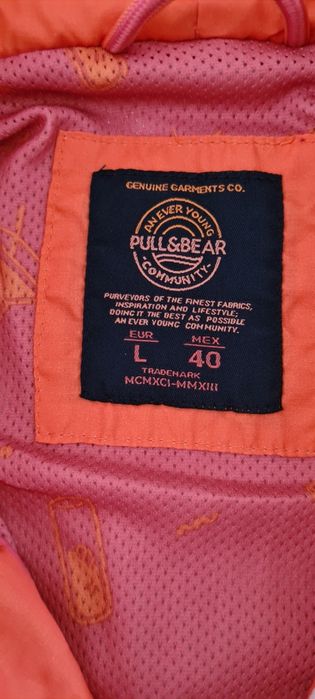 GENUINE GARMENTS CO.
AN EVER YOUNG
PULL&BEAR
COMMUNITY
PURVEYORS OF THE FINEST FABRICS,
INSPIRATION AND LIFESTYLE;
DOING IT THE BEST AS POSSIBLE
AN EVER YOUNG COMMUNITY.
EUR MEX
L 40
TRADENARK
MCMXCI-MMXIII